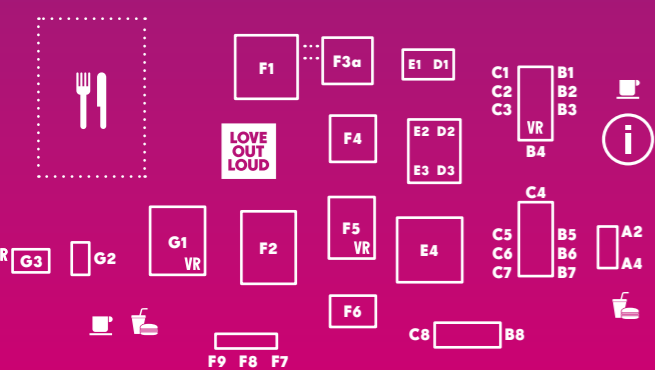 F1
F3a
E1 D1
C1 B1
C2 B2
C3 B3
VR
B4
i
LOVE
OUT
LOUD
F4
E2 D2
E3 D3
C4
G1
VR
F2
F5
VR
E4
C5 B5
C6 B6
C7 B7
A2
A4
R
G3
G2
F6
C8 B8
F9 F8 F7